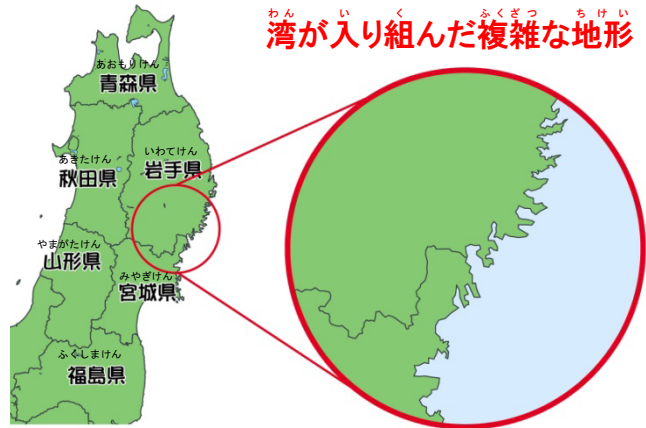 わん い く ふくざつ ちけい
湾が入り組んだ複雑な地形
あおもりけん
青森県
あきたけん
秋田県
いわてけん
岩手県
やまがたけん
山形県
みやぎけん
宮城県
ふくしまけん
福島県